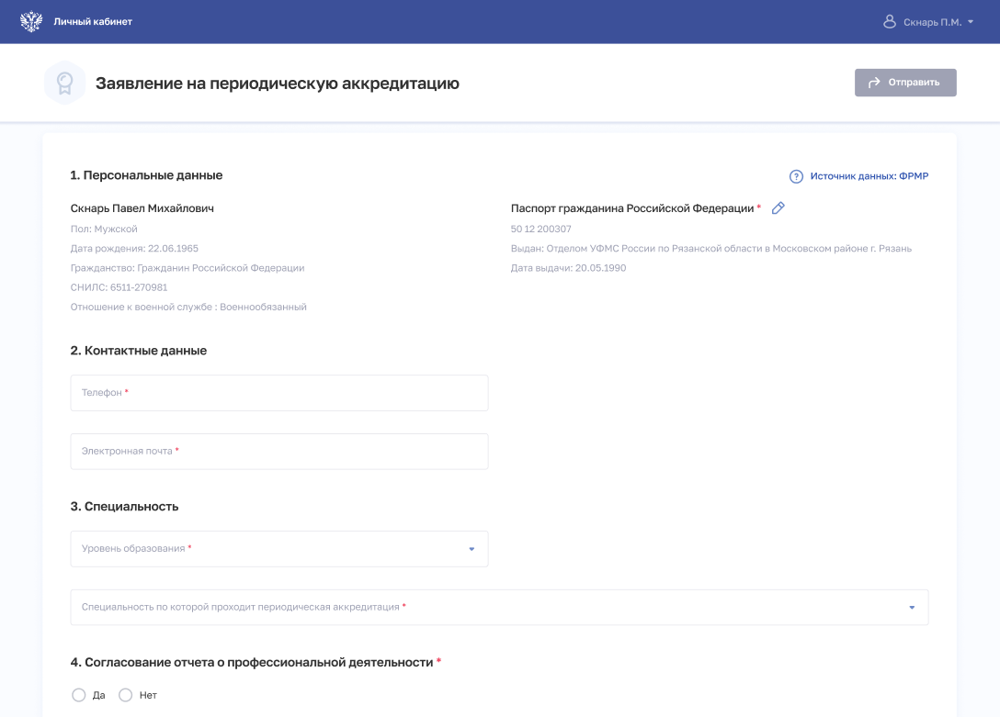 Личный кабинет
Скнарь П.М.
Заявление на периодическую аккредитацию
Отправить
1. Персональные данные
Источник данных: ФРМР
Скнарь Павел Михайлович
Пол: Мужской
Дата рождения: 22.06.1965
Гражданство: Гражданин Российской Федерации
СНИЛС: 6511-270981
Отношение к военной службе : Военнообязанный
Паспорт гражданина Российской Федерации *
50 12 200307
Выдан: Отделом УФМС России по Рязанской области в Московском районе г. Рязань
Дата выдачи: 20.05.1990
2. Контактные данные
Телефон *
Электронная почта *
3. Специальность
Уровень образования *
Специальность по которой проходит периодическая аккредитация *
4. Согласование отчета о профессиональной деятельности *
Да
Нет